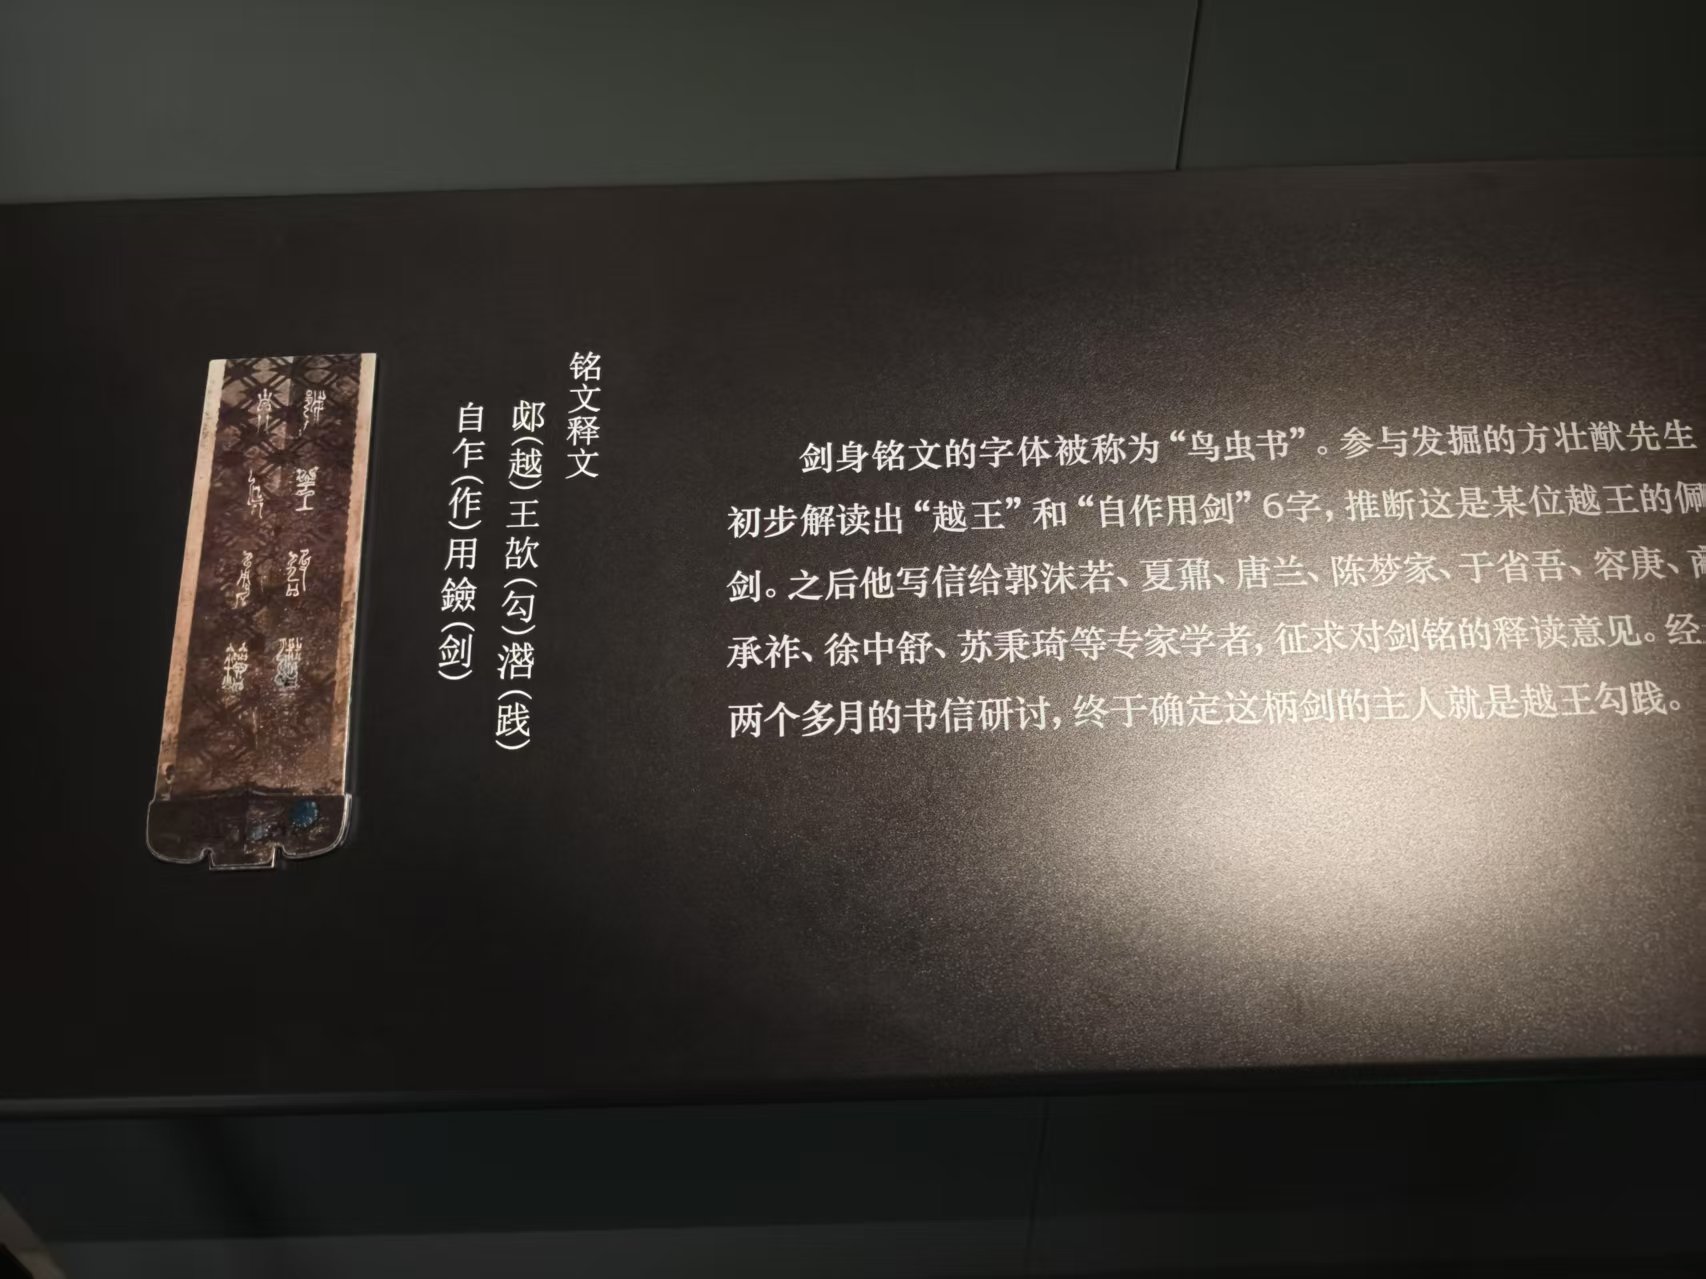 铭文释文
郕(越)王欿(勾)潛(践)
自乍(作)用鐱(剑)
剑身铭文的字体被称为“鸟虫书”。参与发掘的方壮猷先生
初步解读出“越王”和“自作用剑”6字，推断这是某位越王的佩
剑。之后他写信给郭沫若、夏鼐、唐兰、陈梦家、于省吾、容庚、商
承祚、徐中舒、苏秉琦等专家学者，征求对剑铭的释读意见。经
两个多月的书信研讨，终于确定这柄剑的主人就是越王勾践。